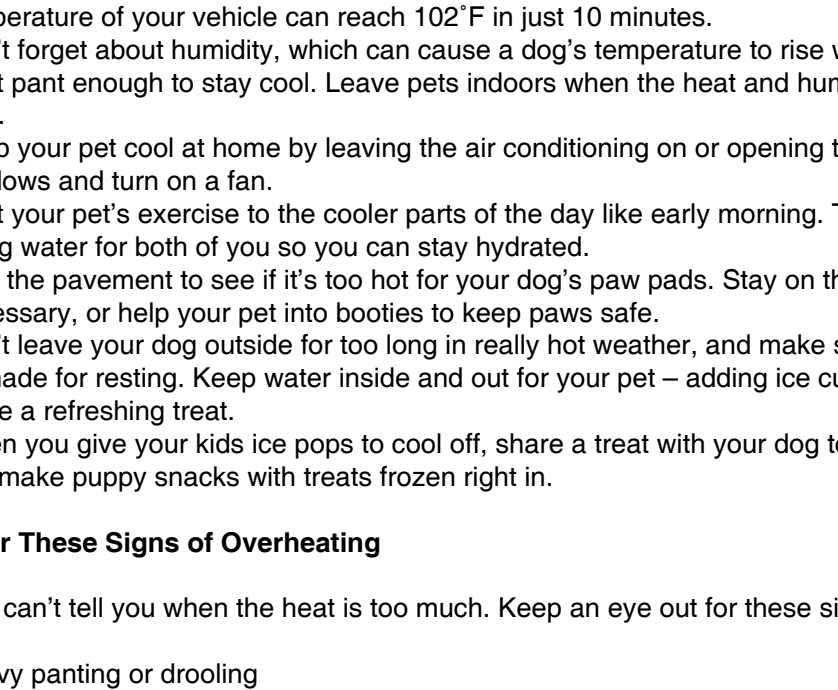 perature of your vehicle can reach 102˚F in just 10 minutes.
't forget about humidity, which can cause a dog’s temperature to rise w
t pant enough to stay cool. Leave pets indoors when the heat and hum
.
p your pet cool at home by leaving the air conditioning on or opening t
lows and turn on a fan.
t your pet’s exercise to the cooler parts of the day like early morning. T
g water for both of you so you can stay hydrated.
the pavement to see if it’s too hot for your dog’s paw pads. Stay on th
essary, or help your pet into booties to keep paws safe.
’t leave your dog outside for too long in really hot weather, and make s
hade for resting. Keep water inside and out for your pet – adding ice cu
e a refreshing treat.
en you give your kids ice pops to cool off, share a treat with your dog to
make puppy snacks with treats frozen right in.
r These Signs of Overheating
can’t tell you when the heat is too much. Keep an eye out for these si
vy panting or drooling